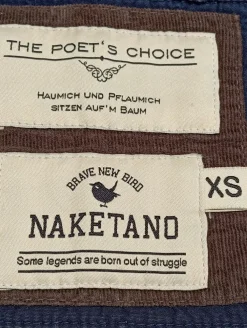 THE POET'S CHOICE
HAUMICH UND PFLAUMICH
SITZEN AUF'M BAUM
BRAVE NEW BIRD
XS
NAKETANO
Some legends are born out of struggle